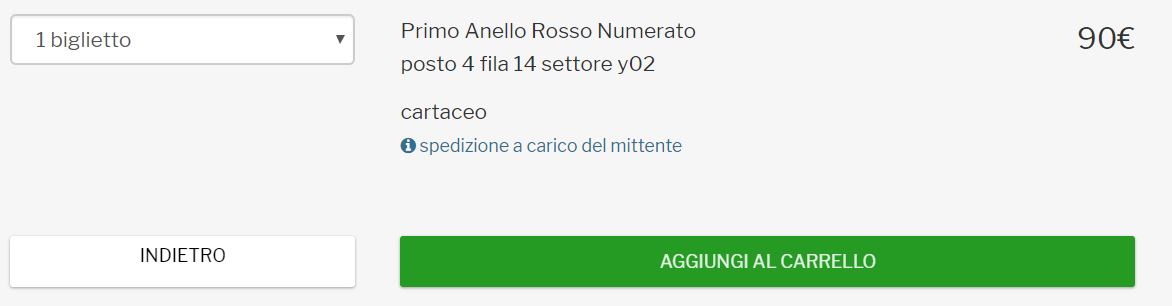 1 biglietto
Primo Anello Rosso Numerato
90€
posto 4 fila 14 settore y02
cartaceo
spedizione a carico del mittente
INDIETRO
AGGIUNGI AL CARRELLO